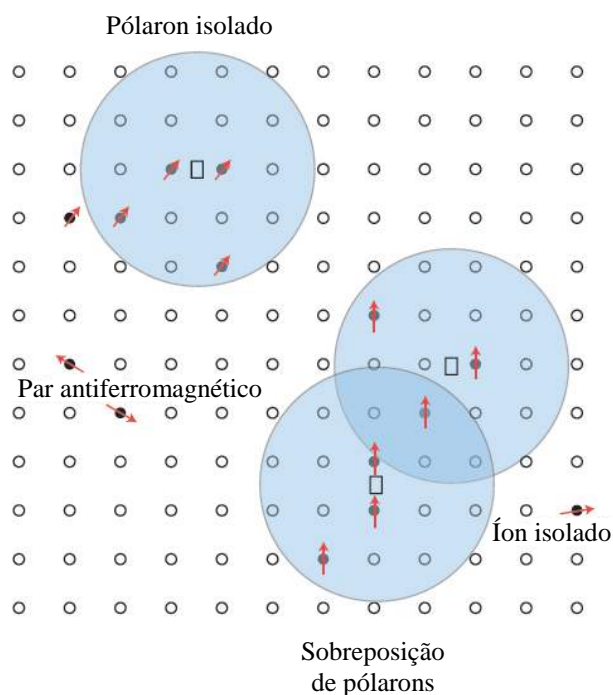 Pólaron isolado
Par antiferromagnético
Íon isolado
Sobreposição
de pólarons